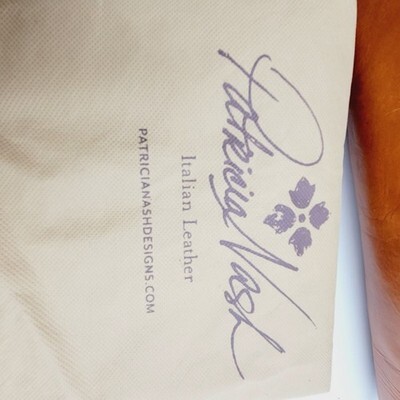 Patricia Nash
Italian Leather
PATRICIANASHDESIGNS.COM